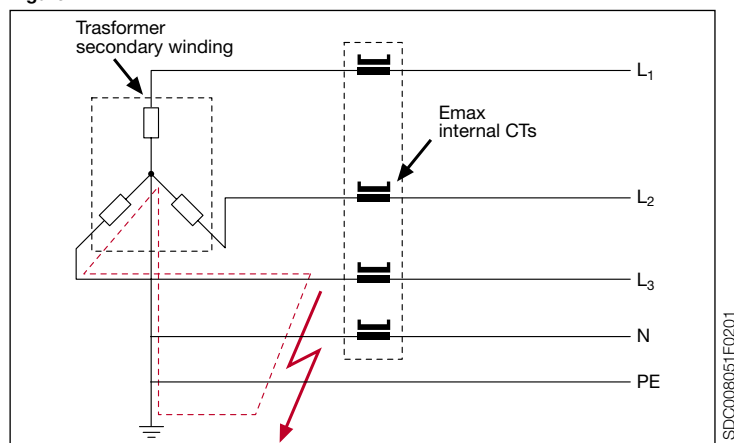 Trasformer
secondary winding
L1
Emax
internal CTs
L2
L3
N
PE
SDC008051F0201